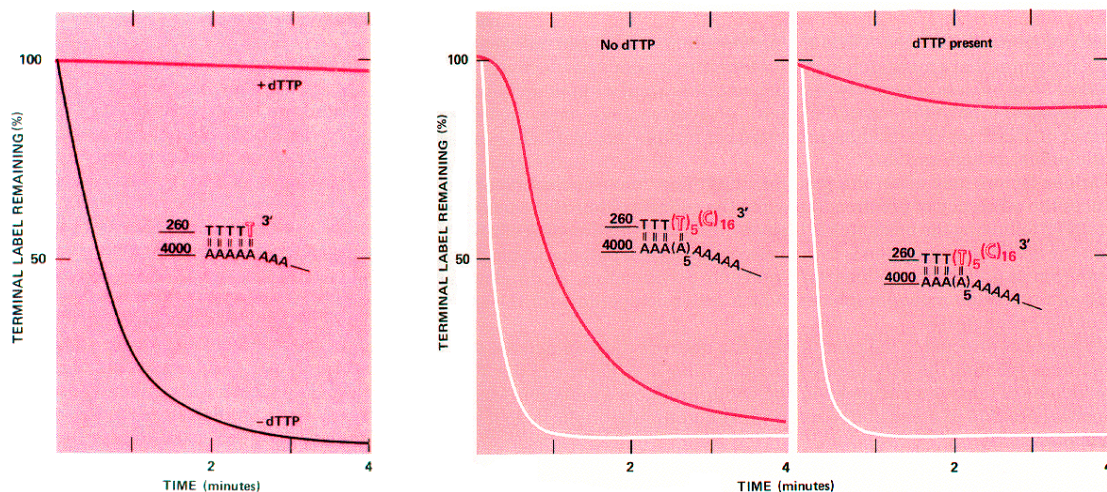 100
50
TERMINAL LABEL REMAINING (%)
+ dTTP
260 TTTTT 3'
4000 AAAAA AAA
– dTTP
2
4
TIME (minutes)
No dTTP
100
50
TERMINAL LABEL REMAINING (%)
260 TTT(T)5(C)16 3'
4000 AAA(A)5 AAAAA
2
4
dTTP present
260 TTT(T)5(C)16 3'
4000 AAA(A)5 AAAAA
2
4
TIME (minutes)